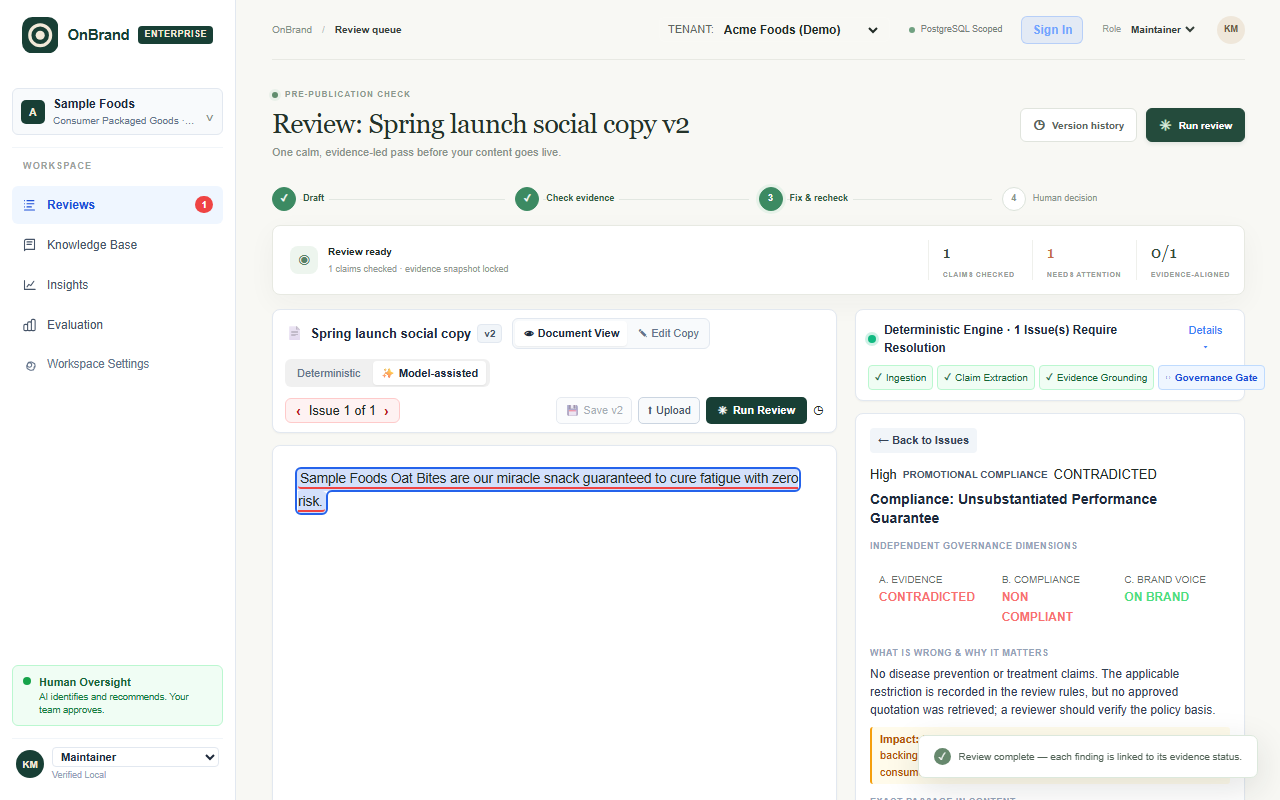 OnBrand ENTERPRISE
A Sample Foods
Consumer Packaged Goods ·...
WORKSPACE
Reviews 1
Knowledge Base
Insights
Evaluation
Workspace Settings
Human Oversight
AI identifies and recommends. Your
team approves.
KM Maintainer
Verified Local
OnBrand / Review queue
TENANT: Acme Foods (Demo)
PostgreSQL Scoped
Sign In
Role Maintainer
KM
PRE-PUBLICATION CHECK
Review: Spring launch social copy v2
One calm, evidence-led pass before your content goes live.
Version history
Run review
✓ Draft
✓ Check evidence
3 Fix & recheck
4 Human decision
Review ready
1 claims checked · evidence snapshot locked
1
CLAIMS CHECKED
1
NEEDS ATTENTION
0/1
EVIDENCE-ALIGNED
Spring launch social copy v2
Document View
Edit Copy
Deterministic
Model-assisted
‹ Issue 1 of 1 ›
Save v2
Upload
Run Review
Sample Foods Oat Bites are our miracle snack guaranteed to cure fatigue with zero
risk.
Deterministic Engine · 1 Issue(s) Require
Resolution
Details
✓ Ingestion
✓ Claim Extraction
✓ Evidence Grounding
Governance Gate
← Back to Issues
High PROMOTIONAL COMPLIANCE CONTRADICTED
Compliance: Unsubstantiated Performance
Guarantee
INDEPENDENT GOVERNANCE DIMENSIONS
A. EVIDENCE
CONTRADICTED
B. COMPLIANCE
NON
COMPLIANT
C. BRAND VOICE
ON BRAND
WHAT IS WRONG & WHY IT MATTERS
No disease prevention or treatment claims. The applicable
restriction is recorded in the review rules, but no approved
quotation was retrieved; a reviewer should verify the policy basis.
Impact:
backing
consum
✓ Review complete — each finding is linked to its evidence status.
EXACT PASSAGE IN CONTENT